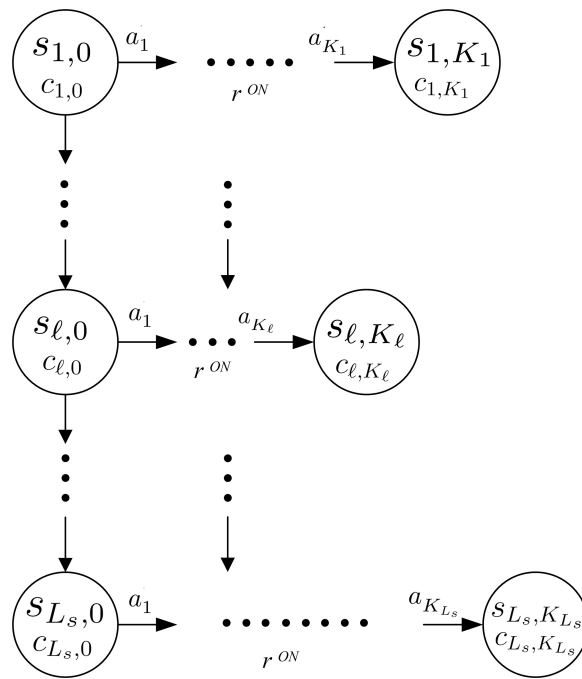 s_{1,0} a_1 a_{K_1} s_{1,K_1}
c_{1,0} r^{ON} c_{1,K_1}
s_{ℓ,0} a_1 a_{K_ℓ} s_{ℓ,K_ℓ}
c_{ℓ,0} r^{ON} c_{ℓ,K_ℓ}
s_{L_s,0} a_1 a_{K_{L_s}} s_{L_s,K_{L_s}}
c_{L_s,0} r^{ON} c_{L_s,K_{L_s}}